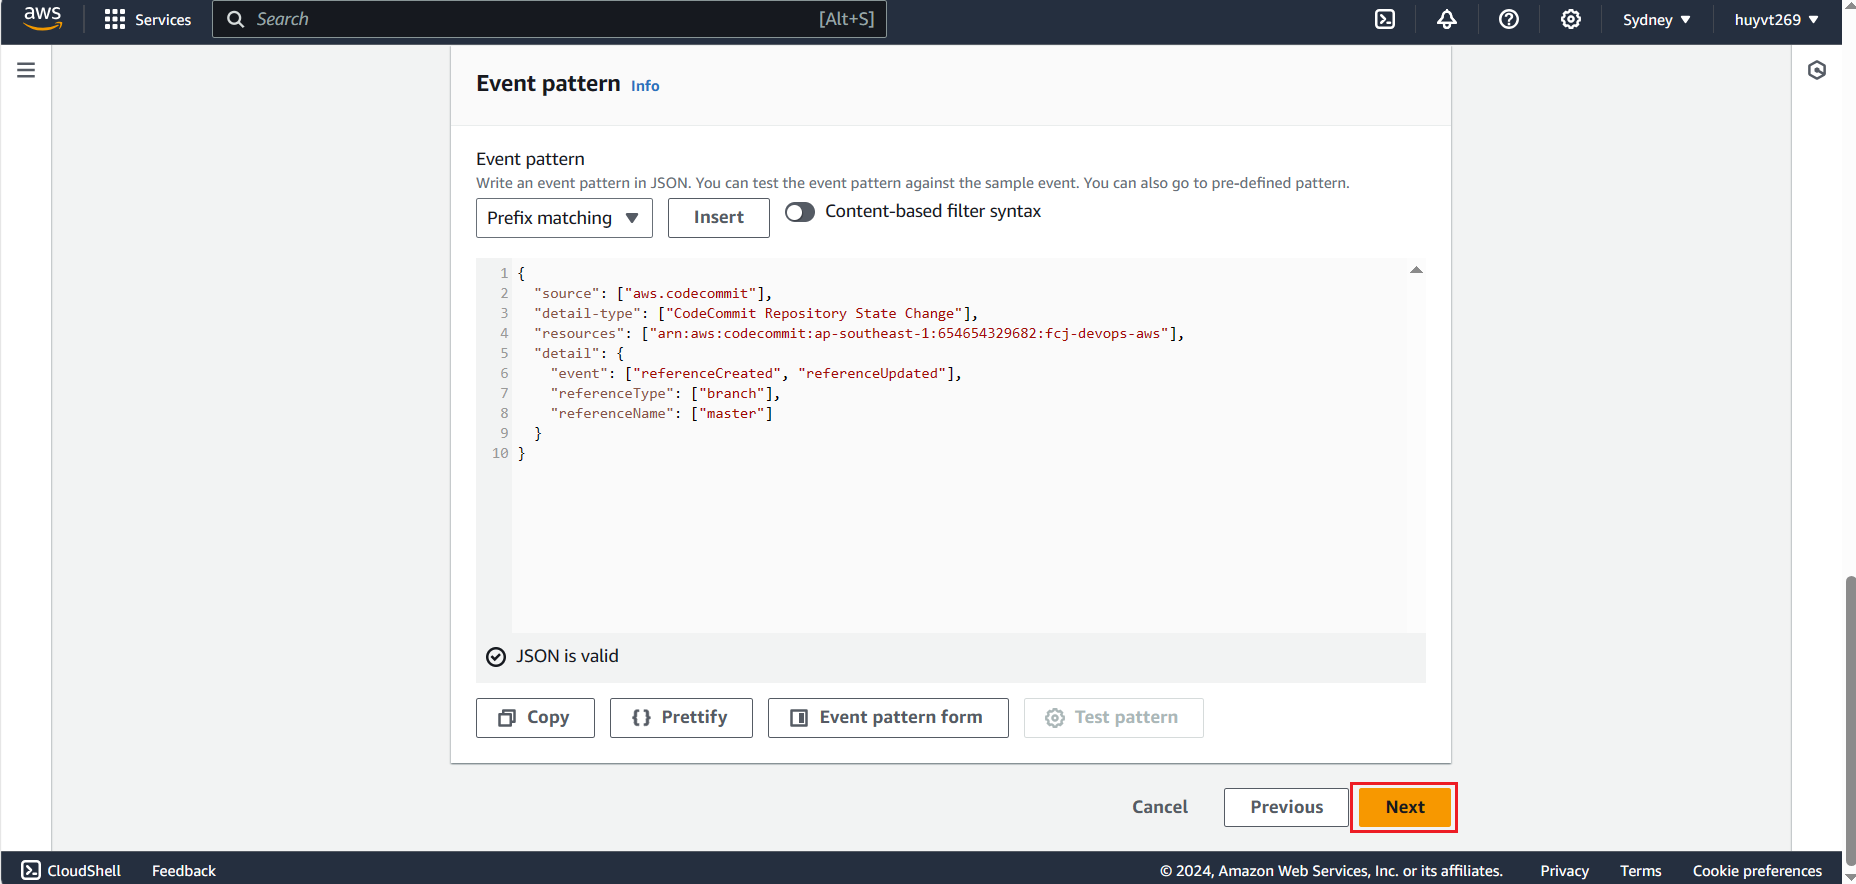 aws Services Search [Alt+S] Sydney huyvt269
Event pattern Info
Event pattern
Write an event pattern in JSON. You can test the event pattern against the sample event. You can also go to pre-defined pattern.
Prefix matching Insert Content-based filter syntax
1 {
2 "source": ["aws.codecommit"],
3 "detail-type": ["CodeCommit Repository State Change"],
4 "resources": ["arn:aws:codecommit:ap-southeast-1:654654329682:fcj-devops-aws"],
5 "detail": {
6 "event": ["referenceCreated", "referenceUpdated"],
7 "referenceType": ["branch"],
8 "referenceName": ["master"]
9 }
10 }
JSON is valid
Copy {} Prettify Event pattern form Test pattern
Cancel Previous Next
CloudShell Feedback © 2024, Amazon Web Services, Inc. or its affiliates. Privacy Terms Cookie preferences